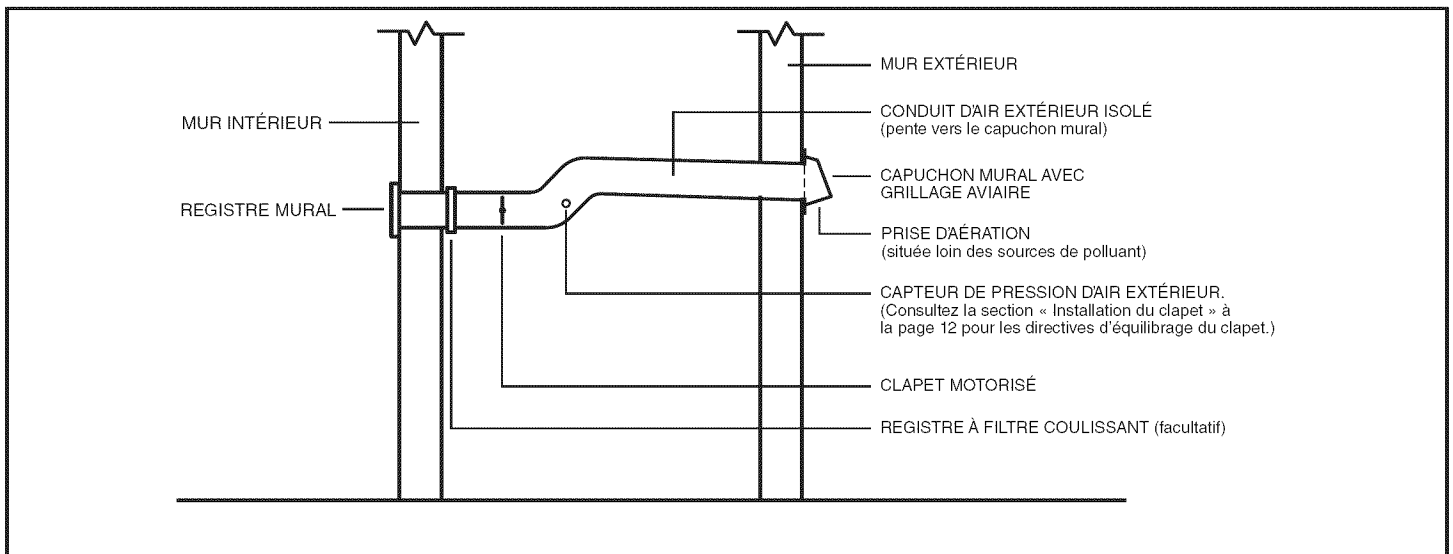 MUR INTÉRIEUR
REGISTRE MURAL
MUR EXTÉRIEUR
CONDUIT D'AIR EXTÉRIEUR ISOLÉ
(pente vers le capuchon mural)
CAPUCHON MURAL AVEC
GRILLAGE AVIAIRE
PRISE D'AÉRATION
(située loin des sources de polluant)
CAPTEUR DE PRESSION D'AIR EXTÉRIEUR.
(Consultez la section « Installation du clapet » à
la page 12 pour les directives d'équilibrage du clapet.)
CLAPET MOTORISÉ
REGISTRE À FILTRE COULISSANT (facultatif)